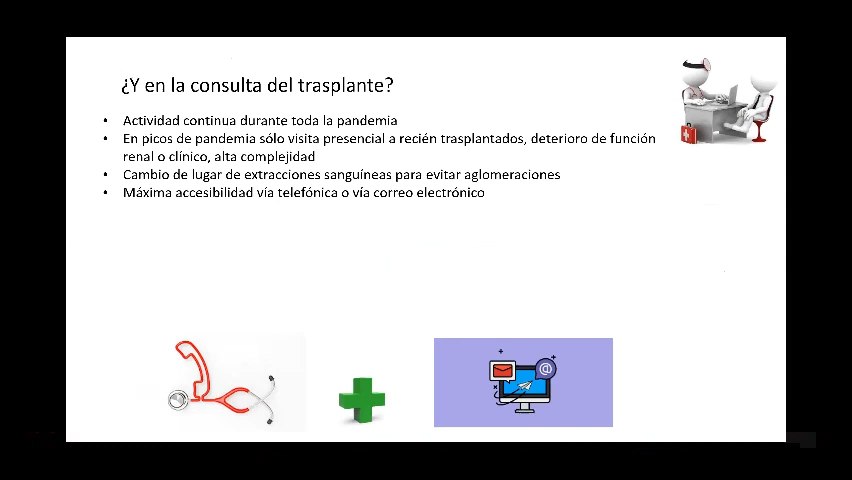 ¿Y en la consulta del trasplante?
• Actividad continua durante toda la pandemia
• En picos de pandemia sólo visita presencial a recién trasplantados, deterioro de función
renal o clínico, alta complejidad
• Cambio de lugar de extracciones sanguíneas para evitar aglomeraciones
• Máxima accesibilidad vía telefónica o vía correo electrónico
@